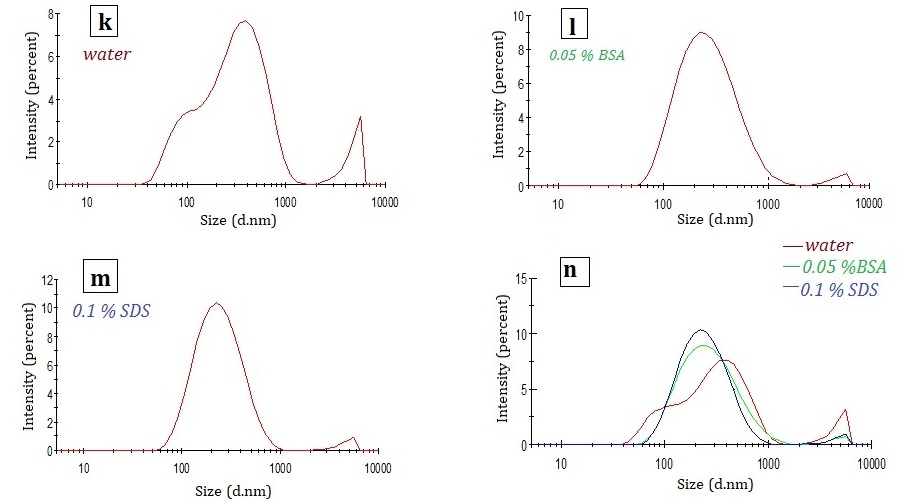 k
water
Intensity (percent)
8
6
4
2
0
10
100
1000
10000
Size (d.nm)
l
0.05 % BSA
Intensity (percent)
10
8
6
4
2
0
10
100
1000
10000
Size (d.nm)
m
0.1 % SDS
Intensity (percent)
12
10
8
6
4
2
0
10
100
1000
10000
Size (d.nm)
n
water
0.05 %BSA
0.1 % SDS
Intensity (percent)
15
10
5
0
10
100
1000
10000
Size (d.nm)